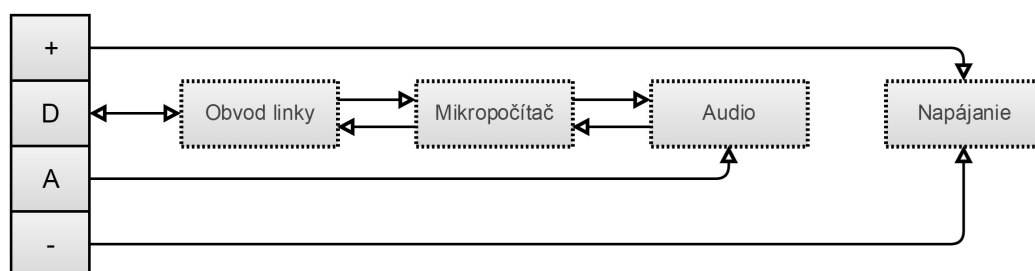 +
D
Obvod linky
Mikropočítač
Audio
Napájanie
A
-